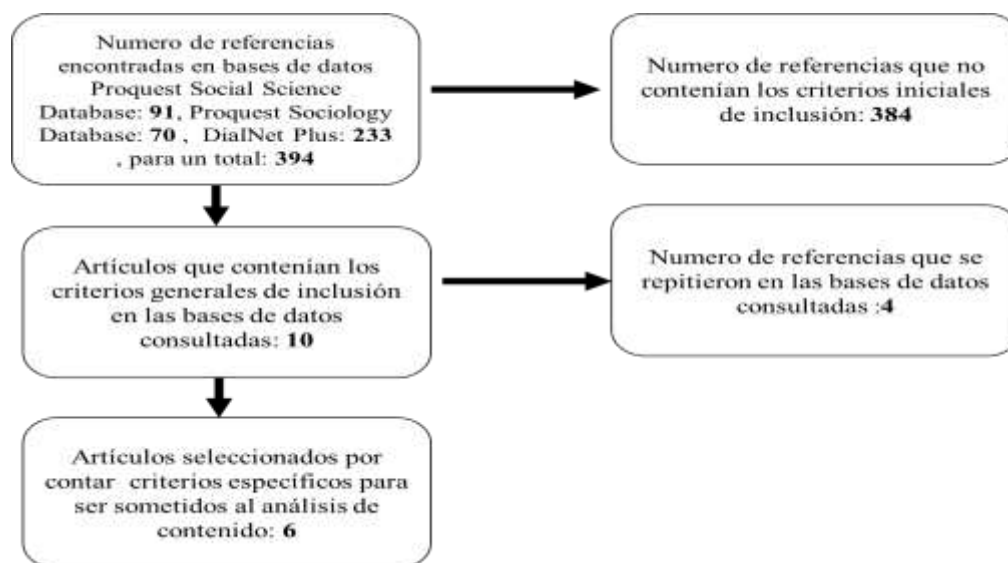 Numero de referencias
encontradas en bases de datos
Proquest Social Science
Database: 91, Proquest Sociology
Database: 70 , DialNet Plus: 233
, para un total: 394
Numero de referencias que no
contenían los criterios iniciales
de inclusión: 384
Artículos que contenían los
criterios generales de inclusión
en las bases de datos
consultadas: 10
Numero de referencias que se
repitieron en las bases de datos
consultadas :4
Artículos seleccionados por
contar criterios específicos para
ser sometidos al análisis de
contenido: 6